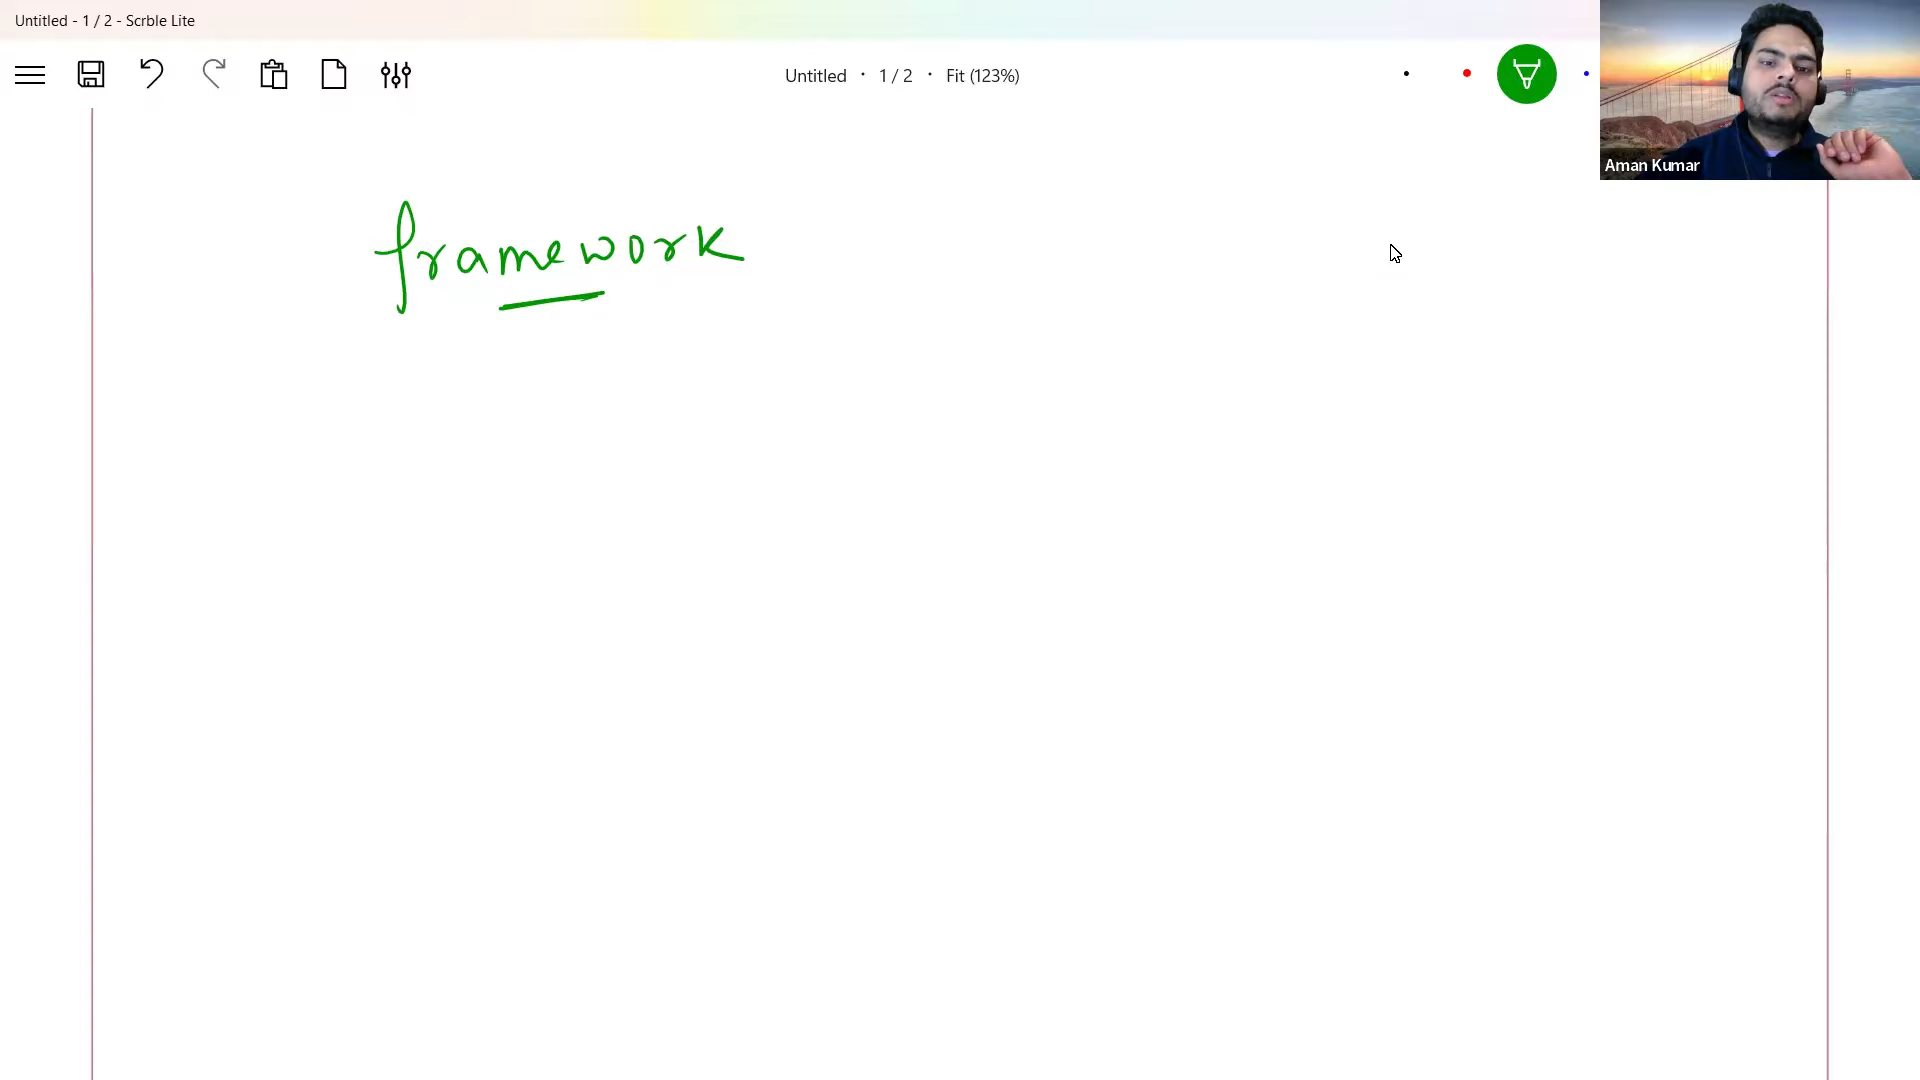 Untitled - 1 / 2 - Scrble Lite
Untitled · 1 / 2 · Fit (123%)
Aman Kumar
framework